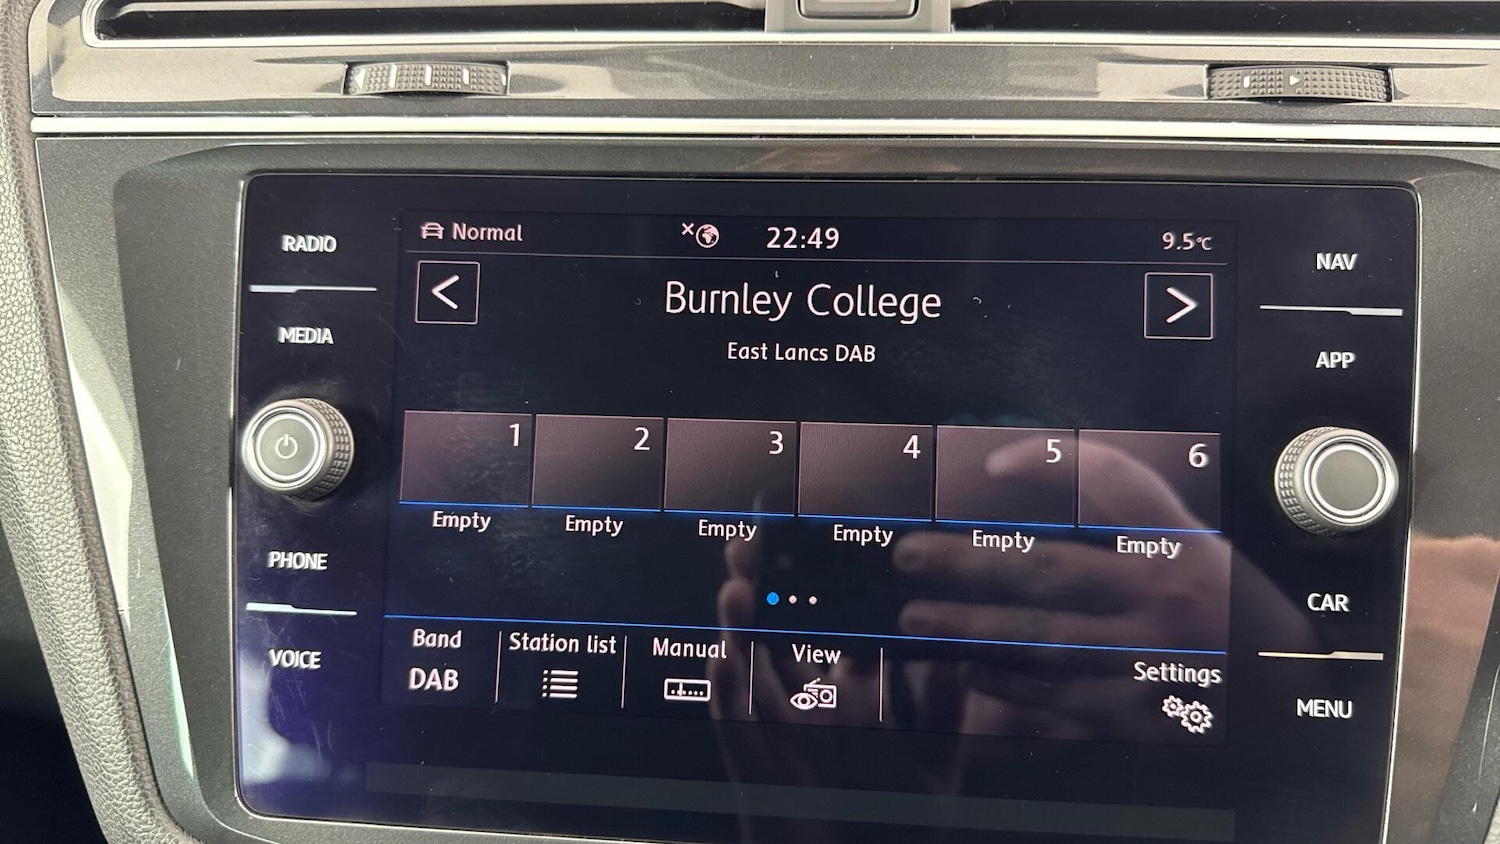 Normal 22:49 9.5°C
RADIO
MEDIA
PHONE
VOICE
Burnley College
East Lancs DAB
1 2 3 4 5 6
Empty Empty Empty Empty Empty Empty
Band Station list Manual View Settings
DAB
NAV
APP
CAR
MENU